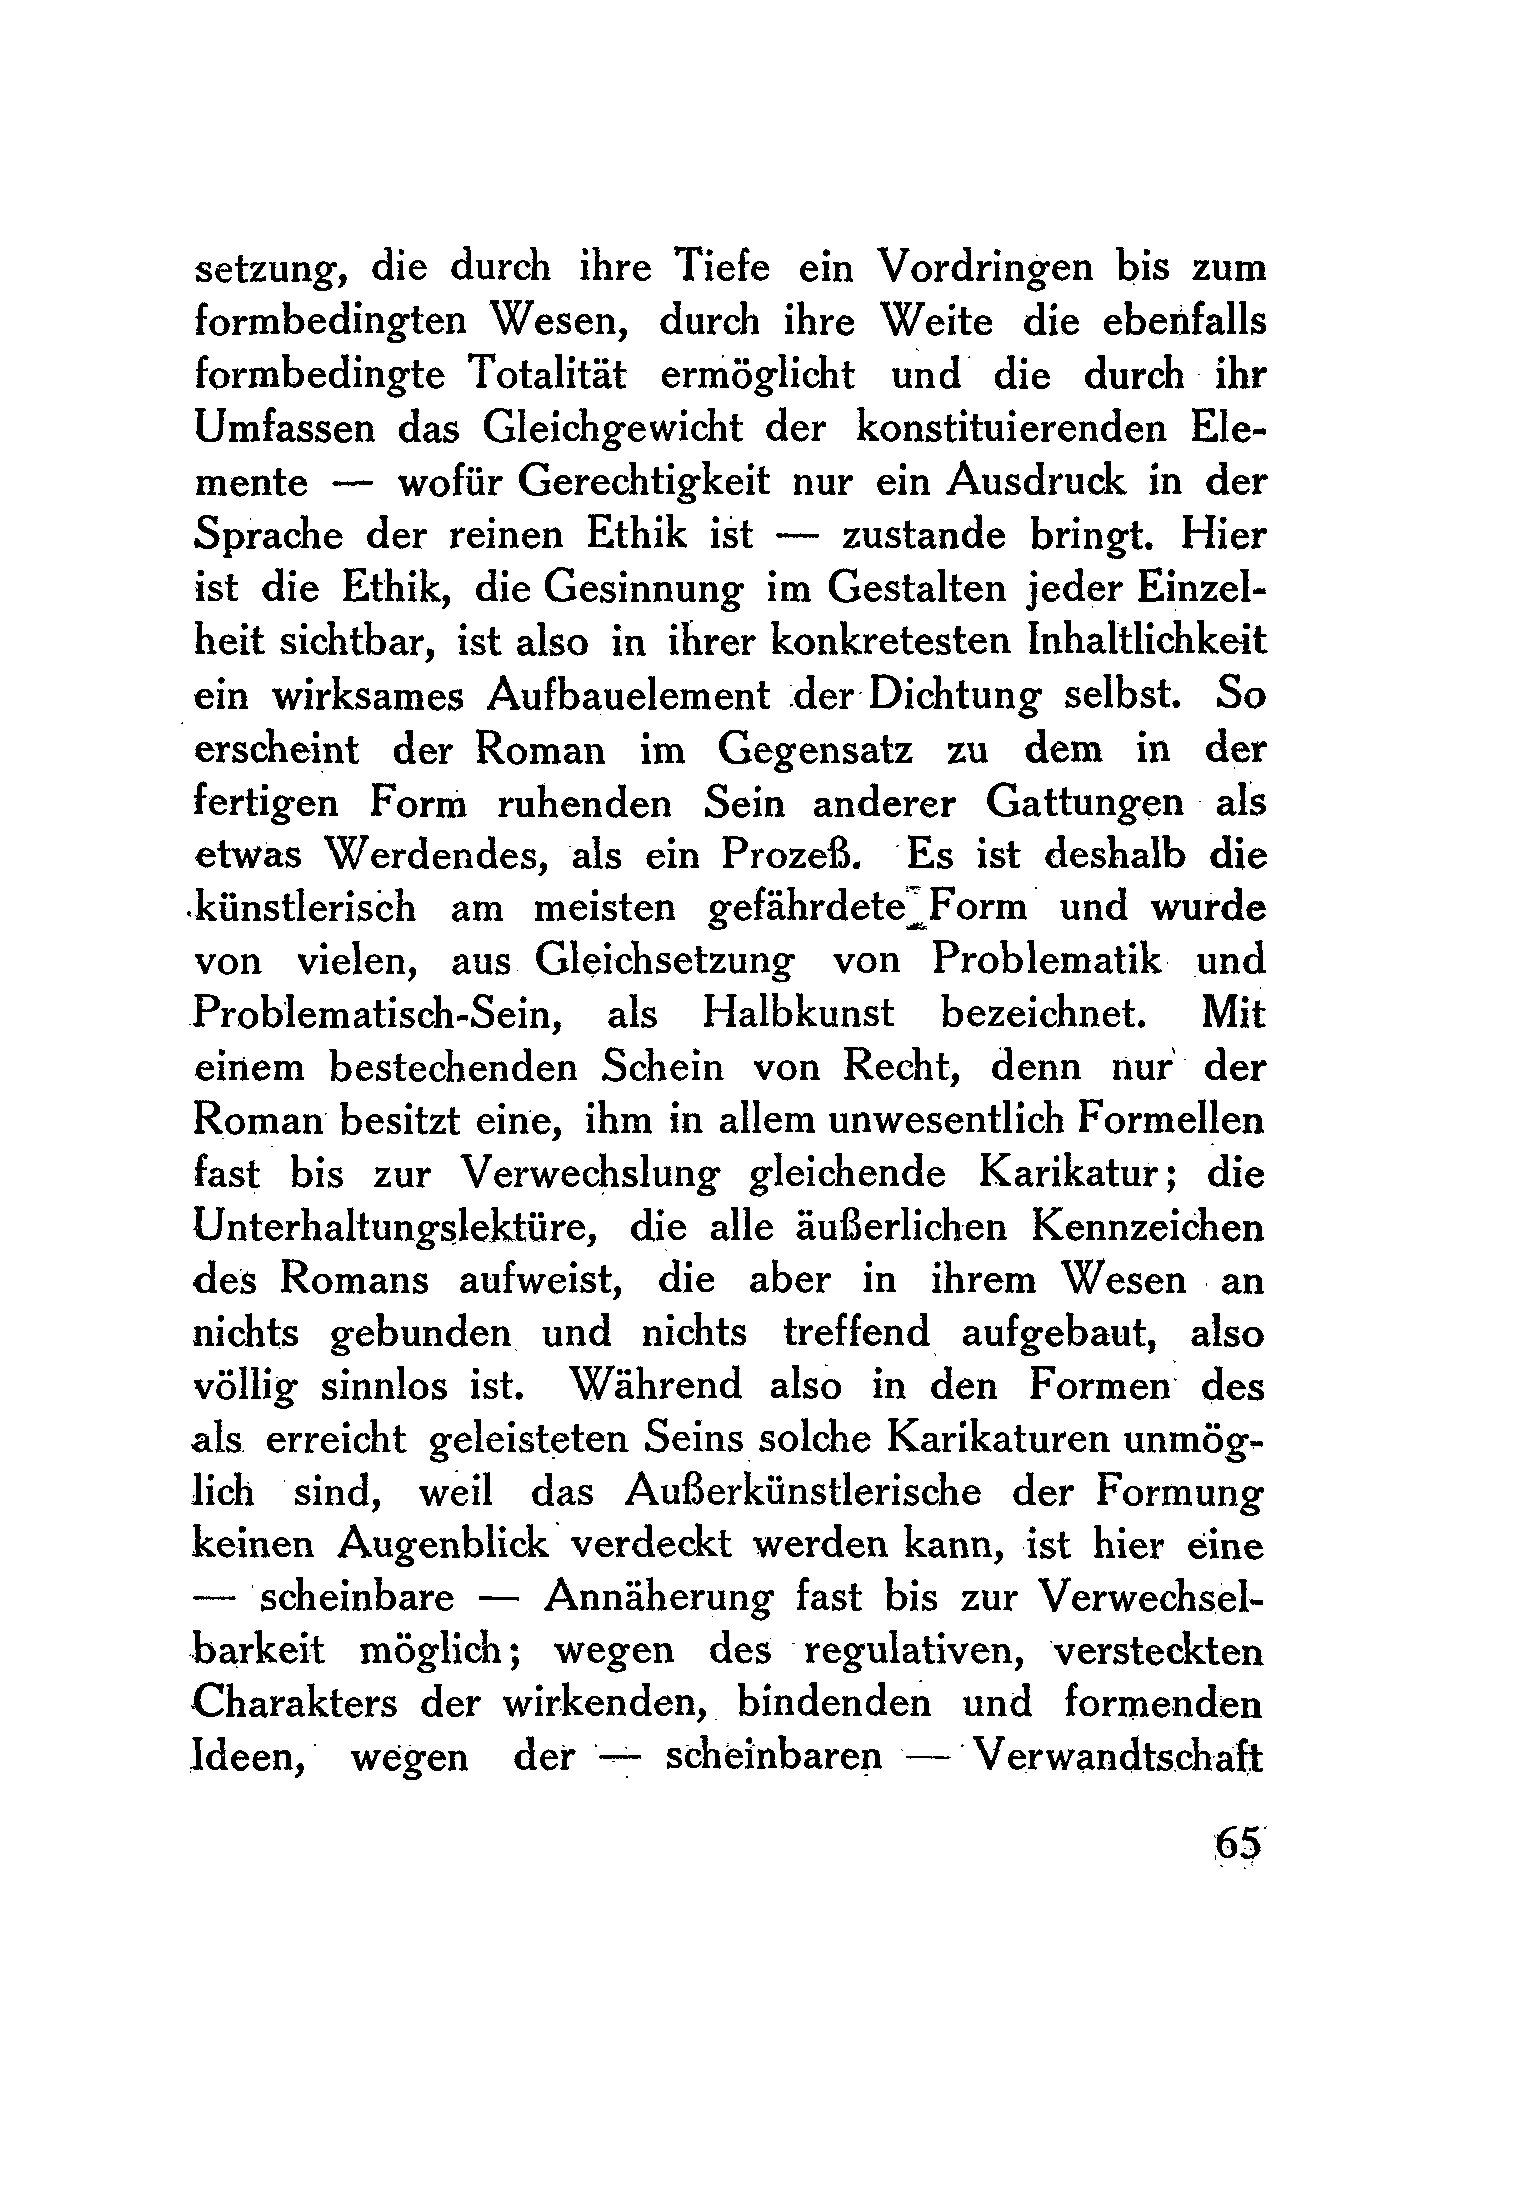 setzung, die durch ihre Tiefe ein Vordringen bis zum
formbedingten Wesen, durch ihre Weite die ebenfalls
formbedingte Totalität ermöglicht und die durch ihr
Umfassen das Gleichgewicht der konstituierenden Ele-
mente — wofür Gerechtigkeit nur ein Ausdruck in der
Sprache der reinen Ethik ist — zustande bringt. Hier
ist die Ethik, die Gesinnung im Gestalten jeder Einzel-
heit sichtbar, ist also in ihrer konkretesten Inhaltlichkeit
ein wirksames Aufbauelement der Dichtung selbst. So
erscheint der Roman im Gegensatz zu dem in der
fertigen Form ruhenden Sein anderer Gattungen als
etwas Werdendes, als ein Prozeß. Es ist deshalb die
künstlerisch am meisten gefährdete Form und wurde
von vielen, aus Gleichsetzung von Problematik und
Problematisch-Sein, als Halbkunst bezeichnet. Mit
einem bestechenden Schein von Recht, denn nur der
Roman besitzt eine, ihm in allem unwesentlich Formellen
fast bis zur Verwechslung gleichende Karikatur; die
Unterhaltungslektüre, die alle äußerlichen Kennzeichen
des Romans aufweist, die aber in ihrem Wesen an
nichts gebunden und nichts treffend aufgebaut, also
völlig sinnlos ist. Während also in den Formen des
als erreicht geleisteten Seins solche Karikaturen unmög-
lich sind, weil das Außerkünstlerische der Formung
keinen Augenblick verdeckt werden kann, ist hier eine
— scheinbare — Annäherung fast bis zur Verwechsel-
barkeit möglich; wegen des regulativen, versteckten
Charakters der wirkenden, bindenden und formenden
Ideen, wegen der — scheinbaren — Verwandtschaft
65